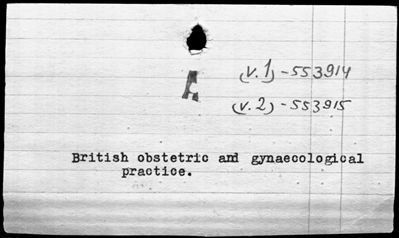 (V.1) - 553914
A
(V.2) - 553915
British obstetric and gynaecological
practice.